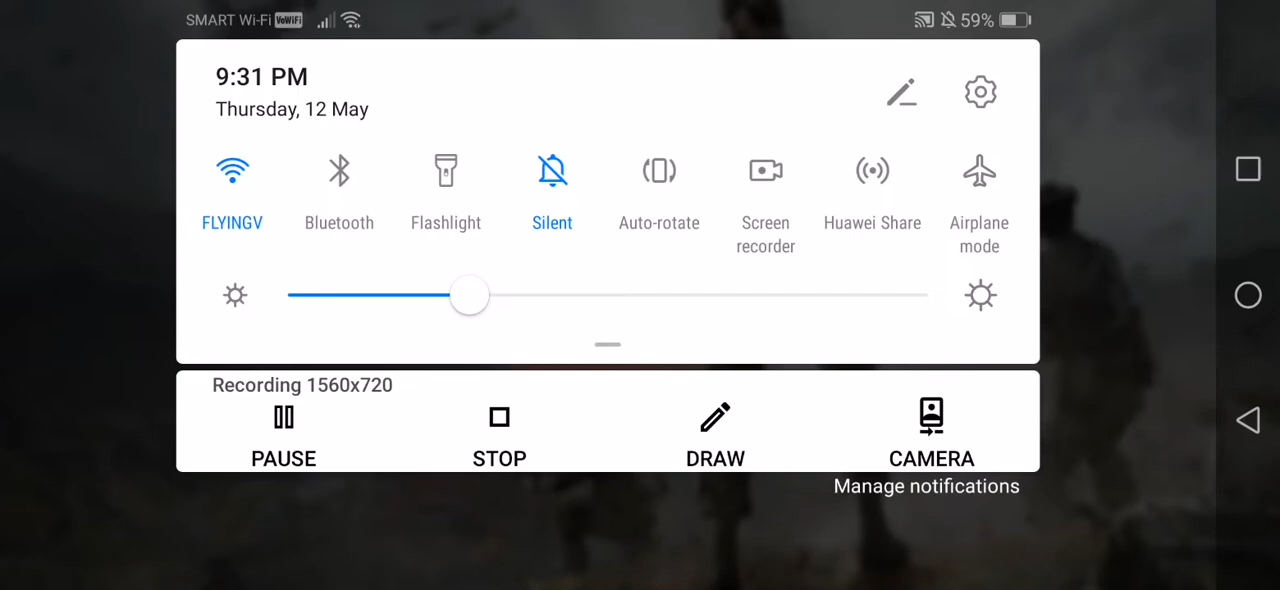 SMART Wi-Fi VoWiFi 59%
9:31 PM
Thursday, 12 May
FLYINGV Bluetooth Flashlight Silent Auto-rotate Screen recorder Huawei Share Airplane mode
Recording 1560x720
PAUSE STOP DRAW CAMERA
Manage notifications